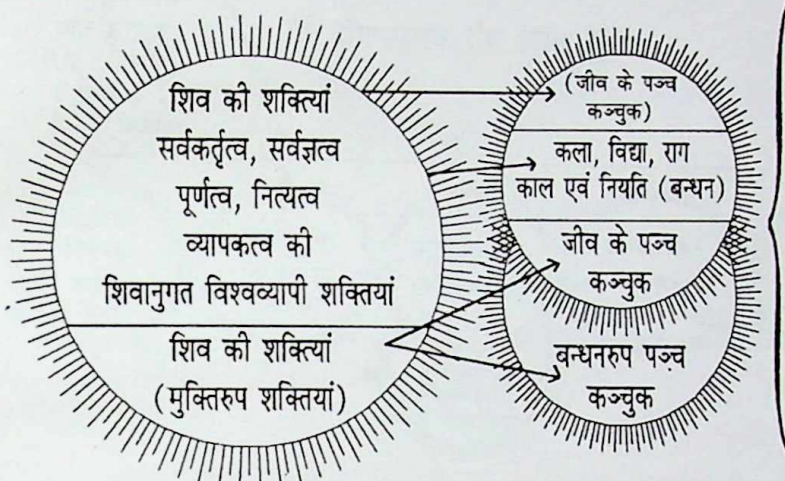 शिव की शक्तियां
सर्वकर्तृत्व, सर्वज्ञत्व
पूर्णत्व, नित्यत्व
व्यापकत्व की
शिवानुगत विश्वव्यापी शक्तियां
शिव की शक्तियां
(मुक्तिरुप शक्तियां)
(जीव के पञ्च
कञ्चुक)
कला, विद्या, राग
काल एवं नियति (बन्धन)
जीव के पञ्च
कञ्चुक
बन्धनरुप पञ्च
कञ्चुक